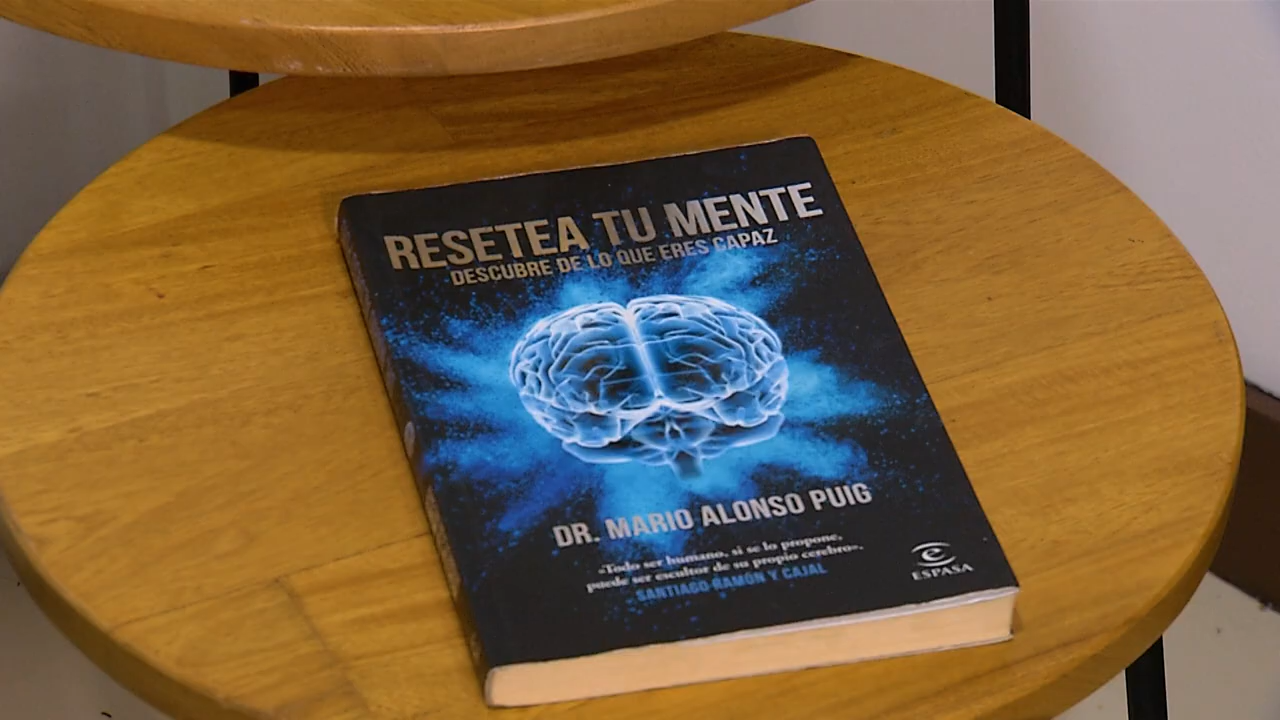 RESETEA TU MENTE
DESCUBRE DE LO QUE ERES CAPAZ
DR. MARIO ALONSO PUIG
«Todo ser humano, si se lo propone,
puede ser escultor de su propio cerebro».
SANTIAGO RAMÓN Y CAJAL
e
ESPASA